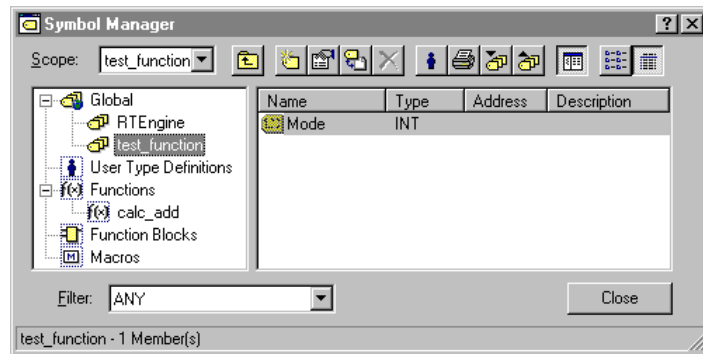 Symbol Manager
Scope: test_function
Global
RTEngine
test_function
User Type Definitions
f(x) Functions
f(x) calc_add
Function Blocks
M Macros
Name Type Address Description
Mode INT
Filter: ANY Close
test_function - 1 Member(s)